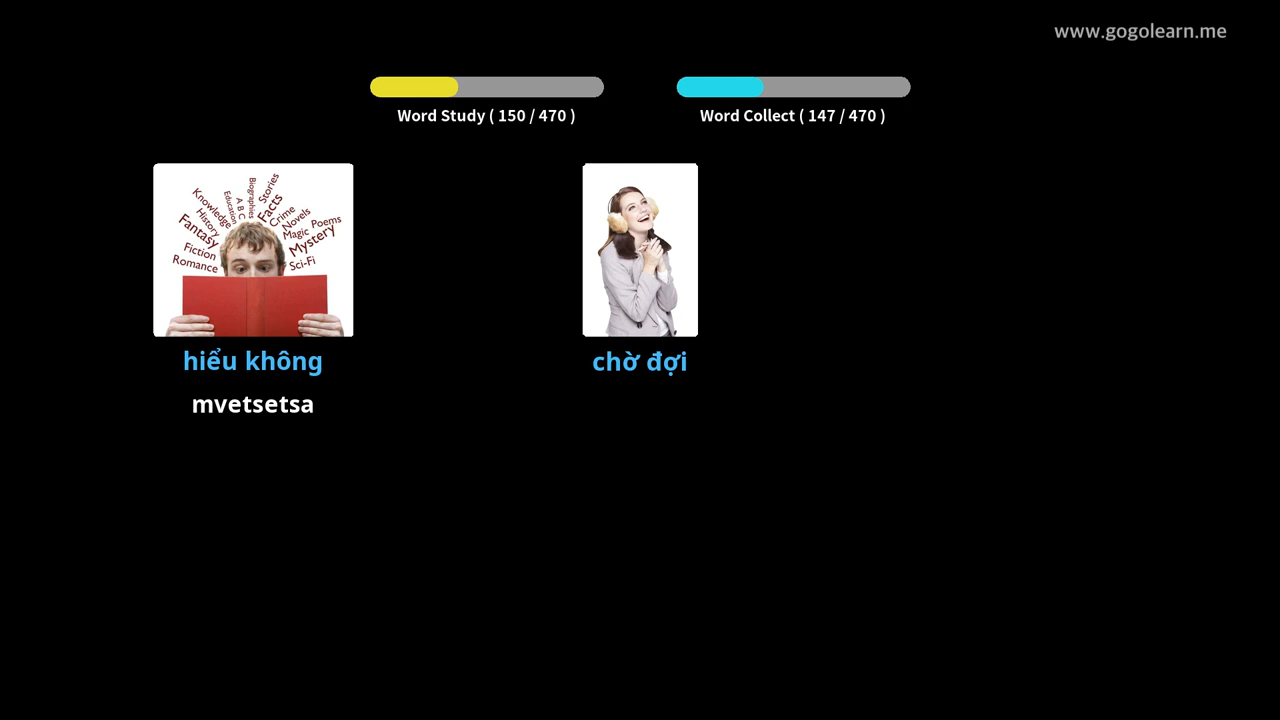 www.gogolearn.me
Word Study ( 150 / 470 )
Word Collect ( 147 / 470 )
Stories
Biographies
A B C
Education
Knowledge
History
Fantasy
Fiction
Romance
Facts
Crime
Novels
Magic
Poems
Mystery
Sci-Fi
hiểu không
chờ đợi
mvetsetsa